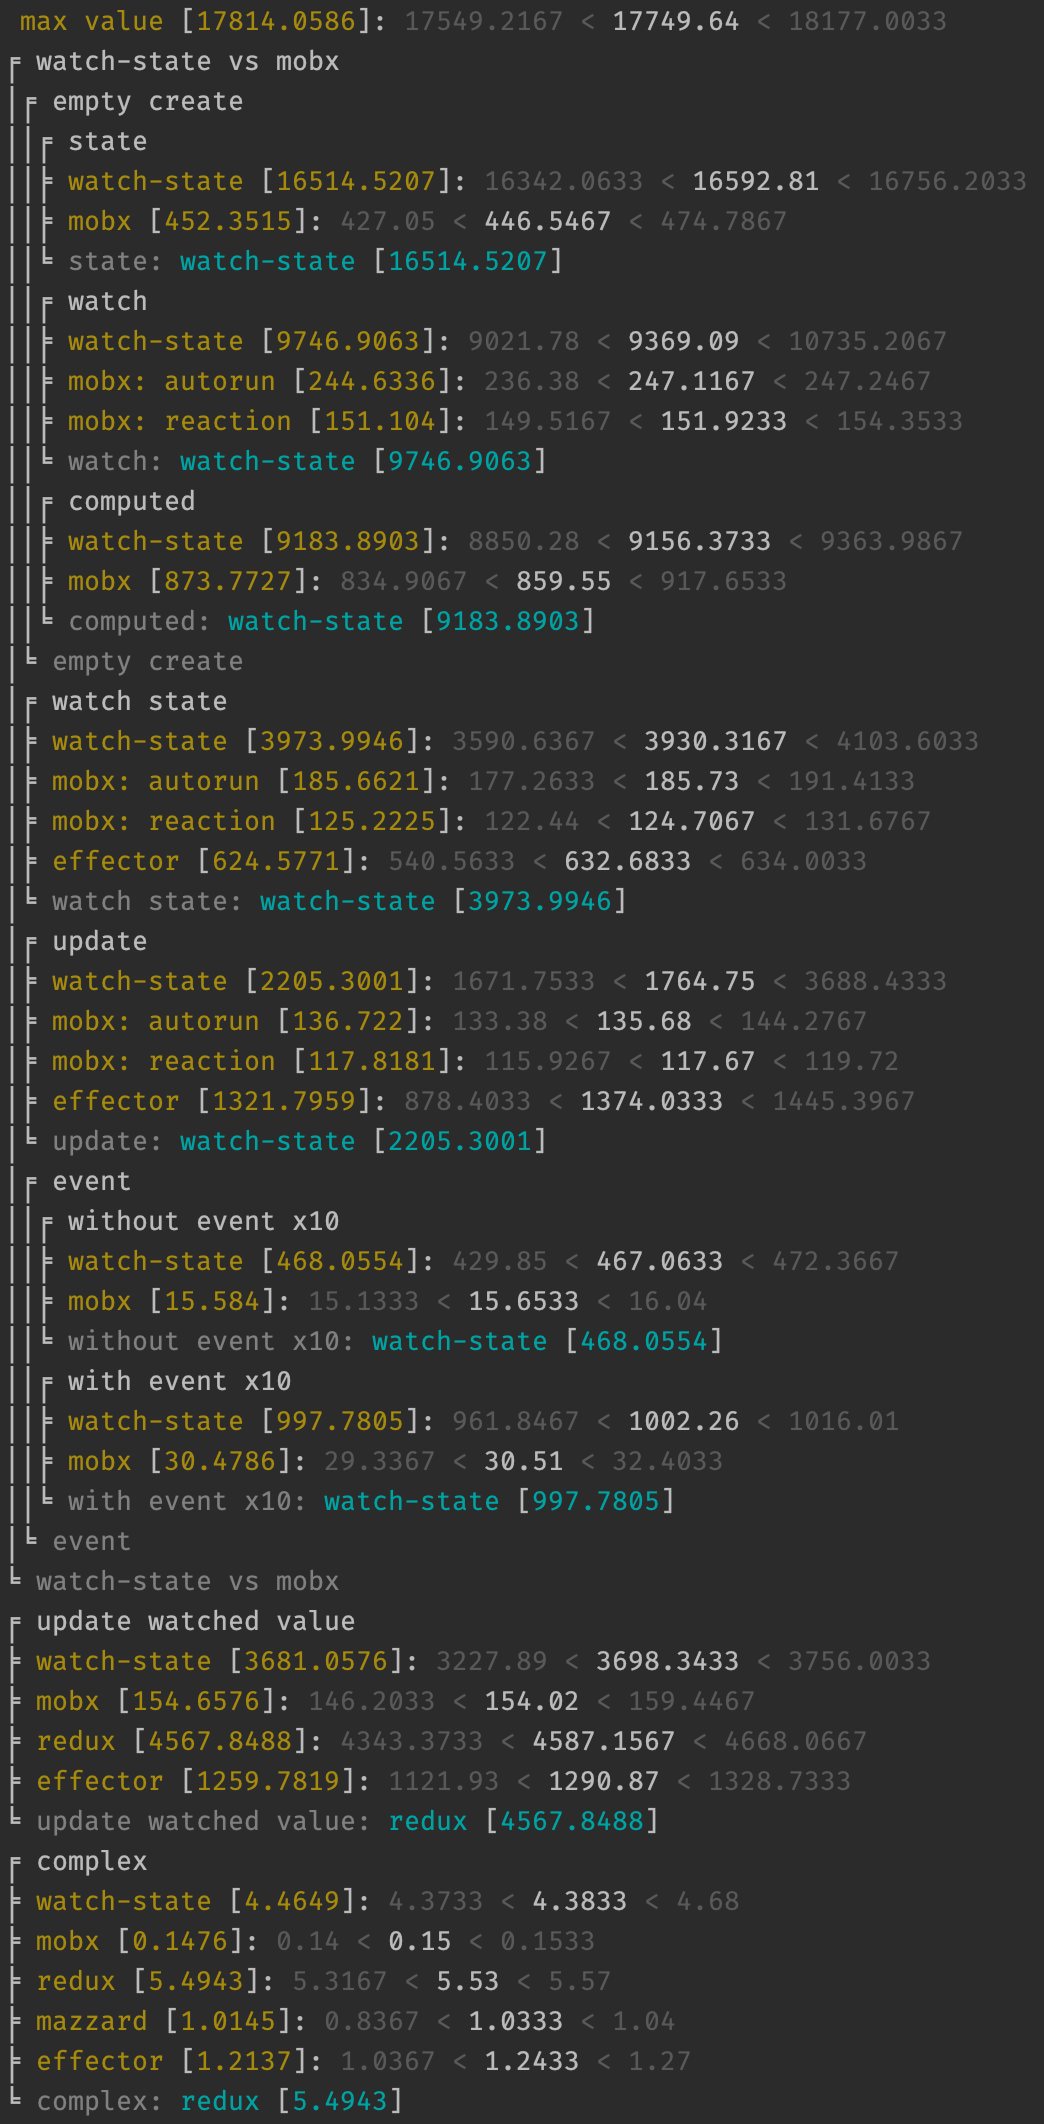 max value [17814.0586]: 17549.2167 < 17749.64 < 18177.0033
╒ watch-state vs mobx
│╒ empty create
││╒ state
││╞ watch-state [16514.5207]: 16342.0633 < 16592.81 < 16756.2033
││╞ mobx [452.3515]: 427.05 < 446.5467 < 474.7867
││╘ state: watch-state [16514.5207]
││╒ watch
││╞ watch-state [9746.9063]: 9021.78 < 9369.09 < 10735.2067
││╞ mobx: autorun [244.6336]: 236.38 < 247.1167 < 247.2467
││╞ mobx: reaction [151.104]: 149.5167 < 151.9233 < 154.3533
││╘ watch: watch-state [9746.9063]
││╒ computed
││╞ watch-state [9183.8903]: 8850.28 < 9156.3733 < 9363.9867
││╞ mobx [873.7727]: 834.9067 < 859.55 < 917.6533
││╘ computed: watch-state [9183.8903]
│╘ empty create
│╒ watch state
│╞ watch-state [3973.9946]: 3590.6367 < 3930.3167 < 4103.6033
│╞ mobx: autorun [185.6621]: 177.2633 < 185.73 < 191.4133
│╞ mobx: reaction [125.2225]: 122.44 < 124.7067 < 131.6767
│╞ effector [624.5771]: 540.5633 < 632.6833 < 634.0033
│╘ watch state: watch-state [3973.9946]
│╒ update
│╞ watch-state [2205.3001]: 1671.7533 < 1764.75 < 3688.4333
│╞ mobx: autorun [136.722]: 133.38 < 135.68 < 144.2767
│╞ mobx: reaction [117.8181]: 115.9267 < 117.67 < 119.72
│╞ effector [1321.7959]: 878.4033 < 1374.0333 < 1445.3967
│╘ update: watch-state [2205.3001]
│╒ event
││╒ without event x10
││╞ watch-state [468.0554]: 429.85 < 467.0633 < 472.3667
││╞ mobx [15.584]: 15.1333 < 15.6533 < 16.04
││╘ without event x10: watch-state [468.0554]
││╒ with event x10
││╞ watch-state [997.7805]: 961.8467 < 1002.26 < 1016.01
││╞ mobx [30.4786]: 29.3367 < 30.51 < 32.4033
││╘ with event x10: watch-state [997.7805]
│╘ event
╘ watch-state vs mobx
╒ update watched value
╞ watch-state [3681.0576]: 3227.89 < 3698.3433 < 3756.0033
╞ mobx [154.6576]: 146.2033 < 154.02 < 159.4467
╞ redux [4567.8488]: 4343.3733 < 4587.1567 < 4668.0667
╞ effector [1259.7819]: 1121.93 < 1290.87 < 1328.7333
╘ update watched value: redux [4567.8488]
╒ complex
╞ watch-state [4.4649]: 4.3733 < 4.3833 < 4.68
╞ mobx [0.1476]: 0.14 < 0.15 < 0.1533
╞ redux [5.4943]: 5.3167 < 5.53 < 5.57
╞ mazzard [1.0145]: 0.8367 < 1.0333 < 1.04
╞ effector [1.2137]: 1.0367 < 1.2433 < 1.27
╘ complex: redux [5.4943]